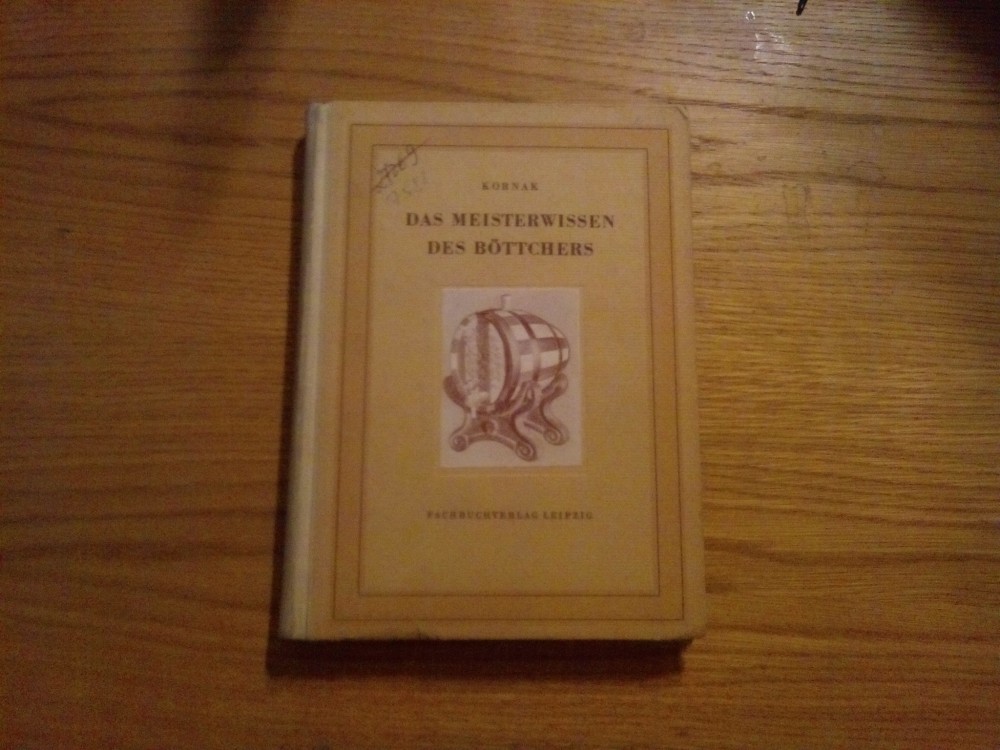 KORNAK
DAS MEISTERWISSEN
DES BÖTTCHERS
FACHBUCHVERLAG LEIPZIG